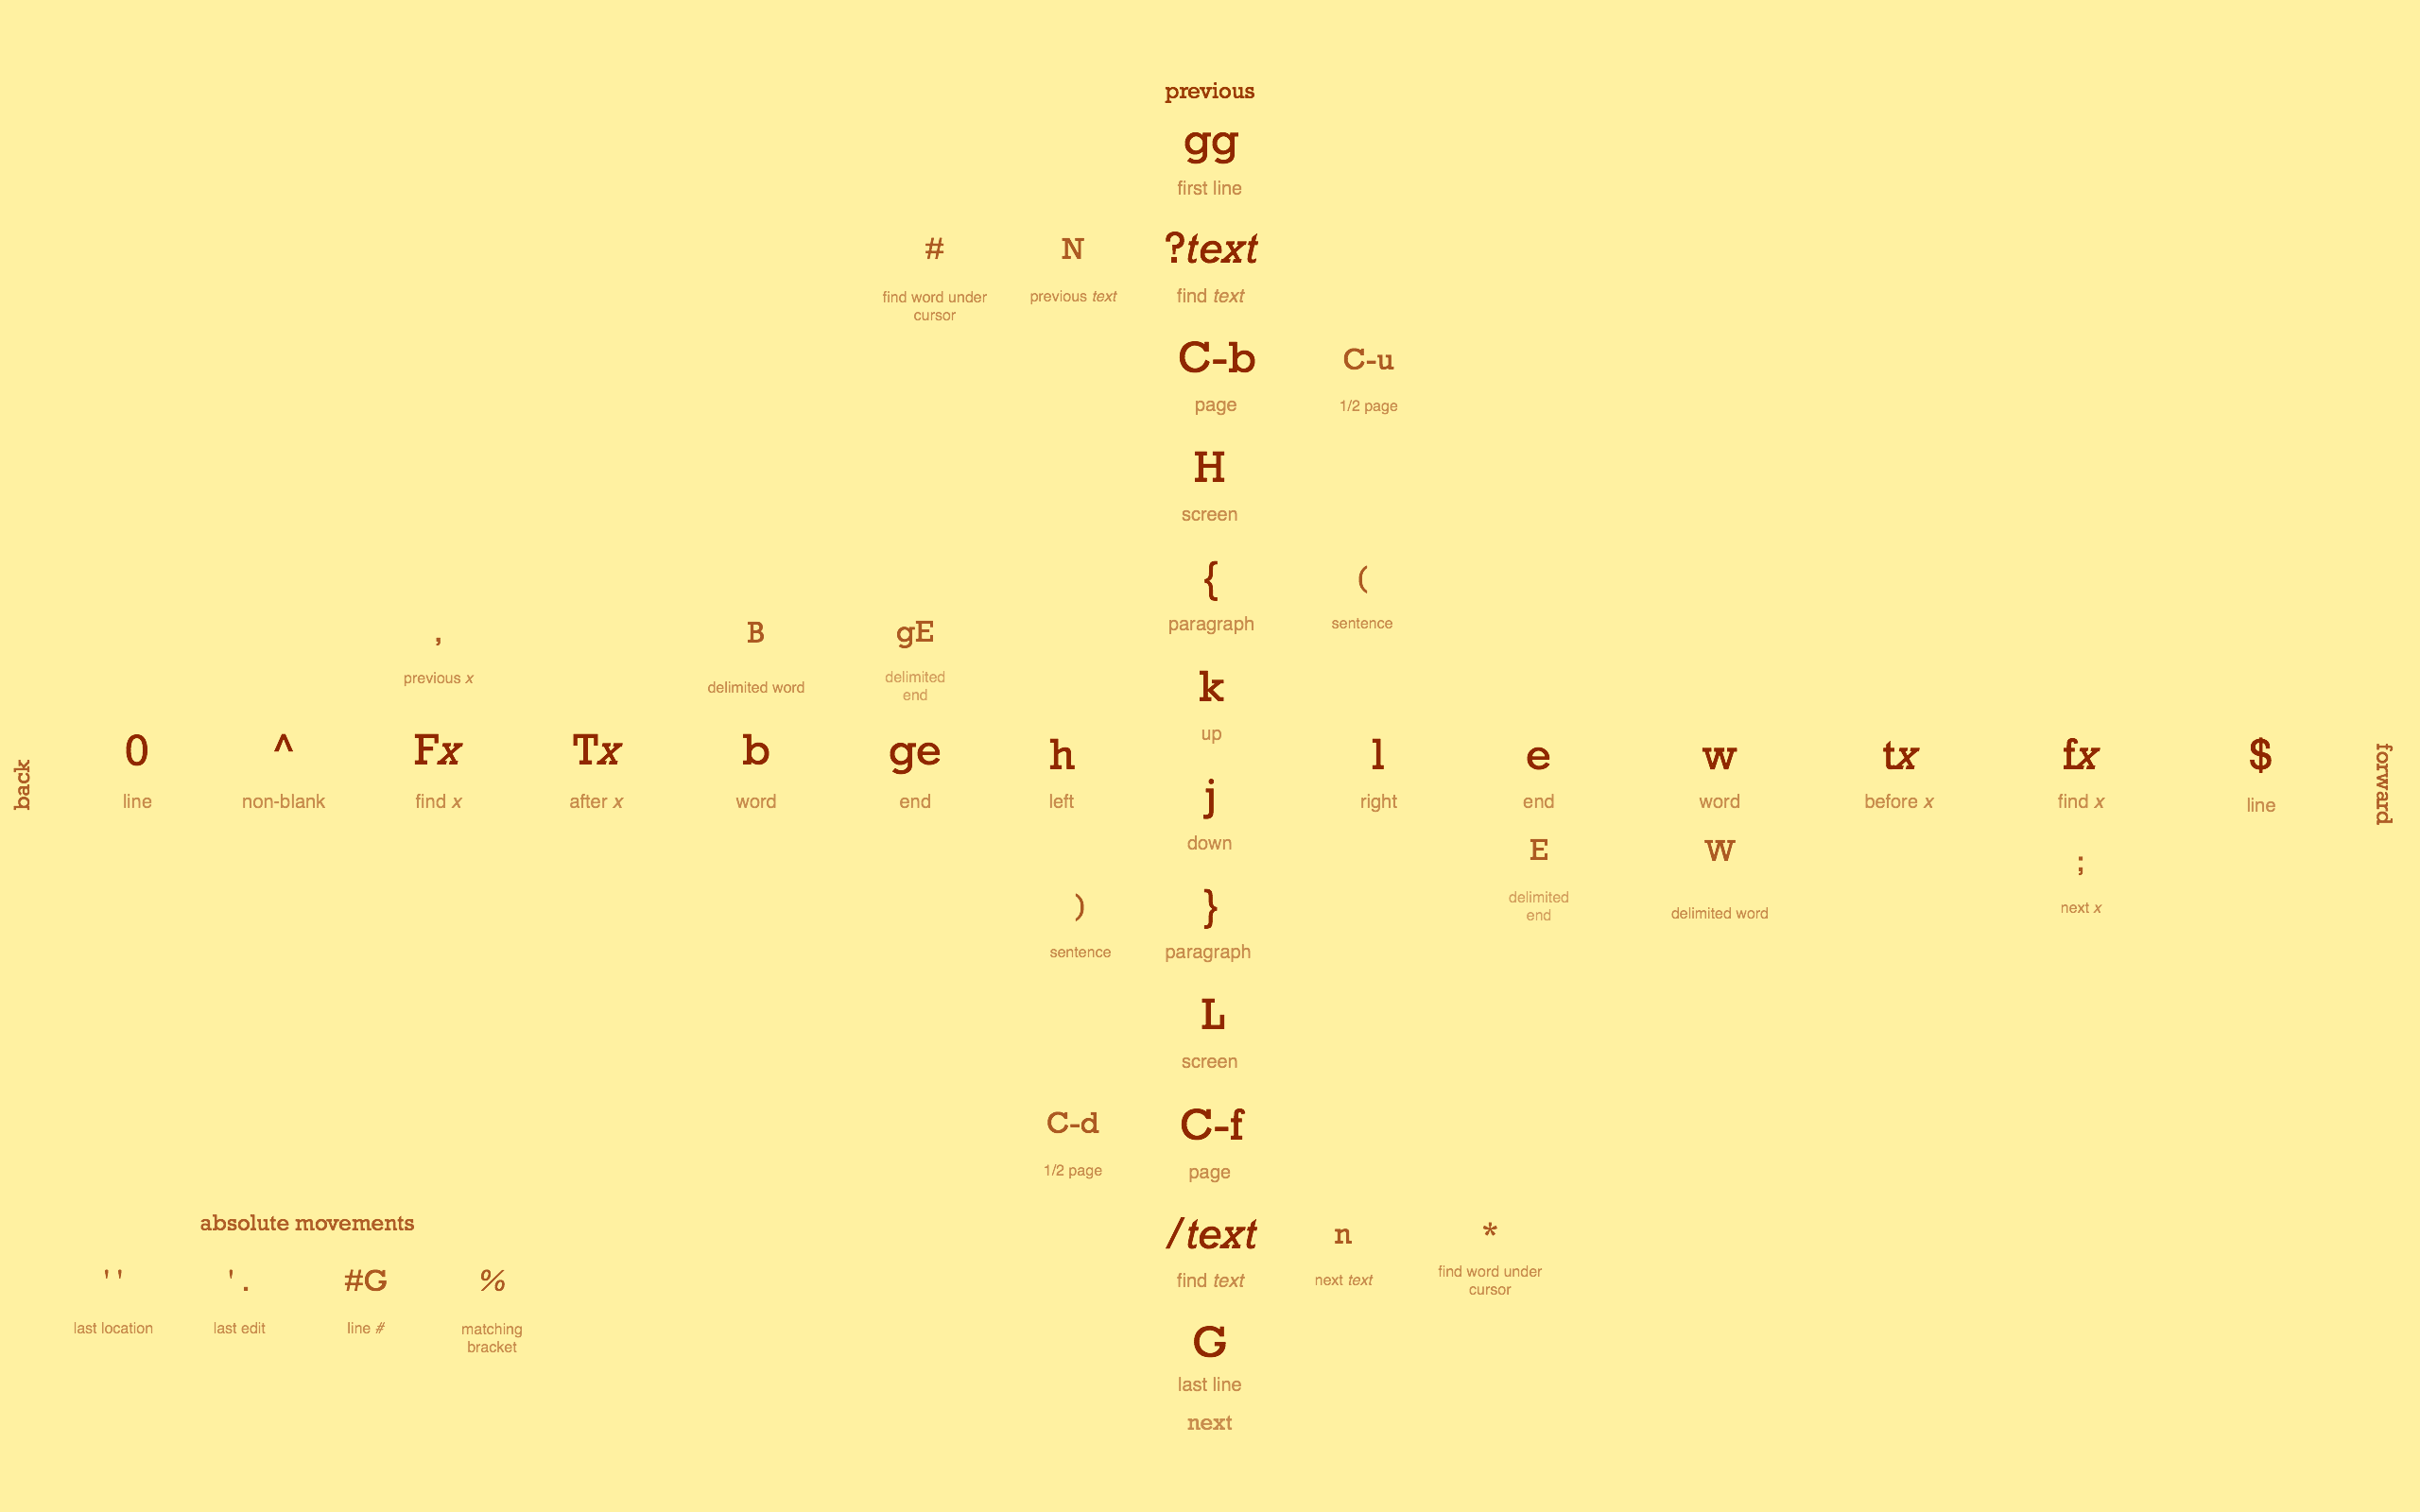 previous
gg
first line
# N ?text
find word under cursor previous text find text
C-b C-u
page 1/2 page
H
screen
{ (
paragraph sentence
, B gE
previous x delimited word delimited end
k
up
back 0 ^ Fx Tx b ge h l e w tx fx $ forward
line non-blank find x after x word end left right end word before x find x line
j
down
E W ;
delimited end delimited word next x
) }
sentence paragraph
L
screen
C-d C-f
1/2 page page
/text n *
find text next text find word under cursor
G
last line
next
absolute movements
' ' ' . #G %
last location last edit line # matching bracket